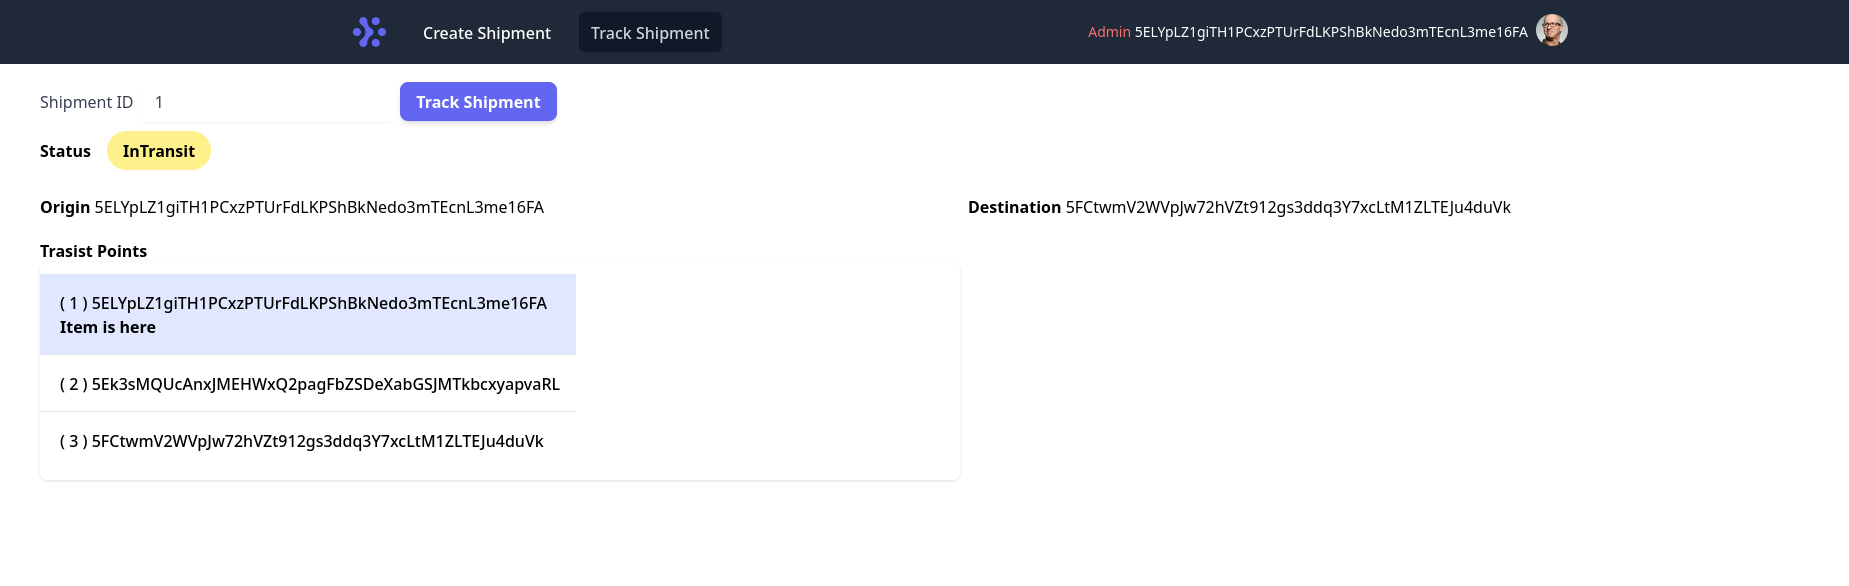 Create Shipment
Track Shipment
Admin 5ELYpLZ1giTH1PCxzPTUrFdLKPShBkNedo3mTEcnL3me16FA
Shipment ID 1 Track Shipment
Status InTransit
Origin 5ELYpLZ1giTH1PCxzPTUrFdLKPShBkNedo3mTEcnL3me16FA
Destination 5FCtwmV2WVpJw72hVZt912gs3ddq3Y7xcLtM1ZLTEJu4duVk
Trasist Points
( 1 ) 5ELYpLZ1giTH1PCxzPTUrFdLKPShBkNedo3mTEcnL3me16FA
Item is here
( 2 ) 5Ek3sMQUcAnxJMEHWxQ2pagFbZSDeXabGSJMTkbcxyapvaRL
( 3 ) 5FCtwmV2WVpJw72hVZt912gs3ddq3Y7xcLtM1ZLTEJu4duVk